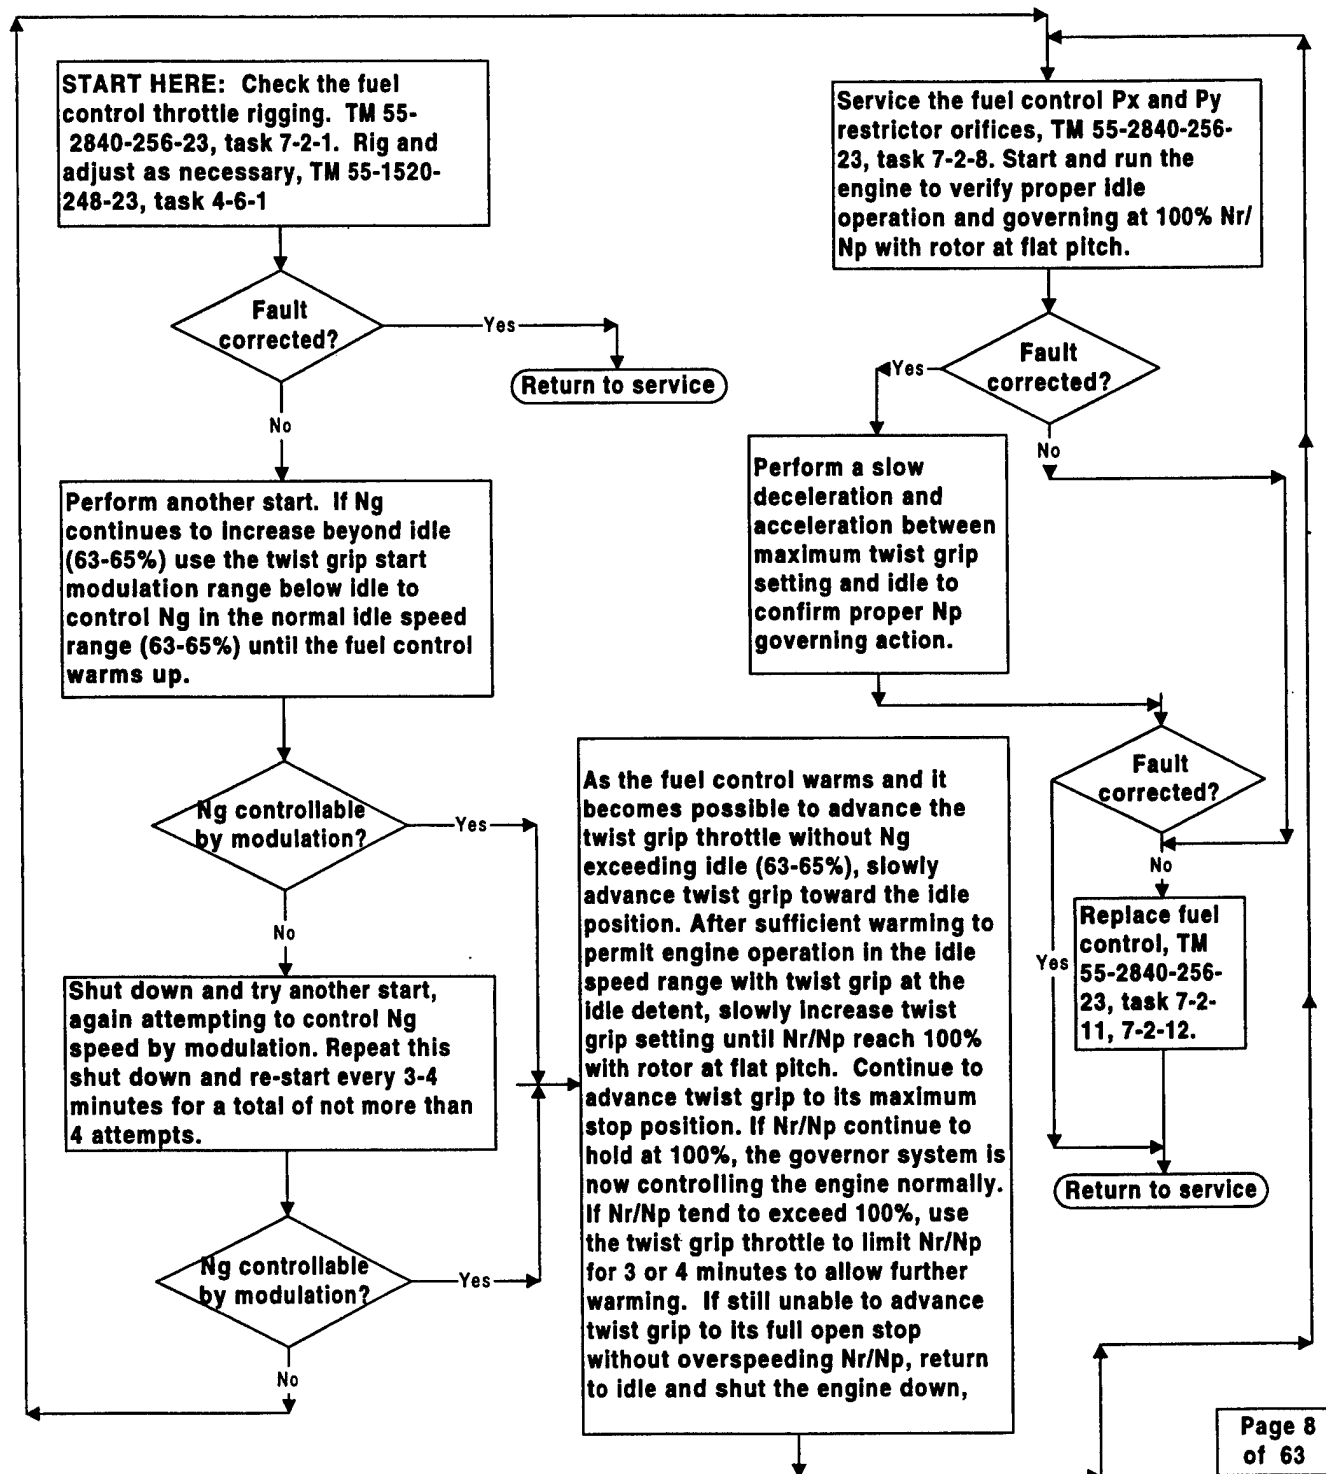 START HERE: Check the fuel
control throttle rigging. TM 55-
2840-256-23, task 7-2-1. Rig and
adjust as necessary, TM 55-1520-
248-23, task 4-6-1
Fault
corrected?
Yes
Return to service
No
Perform another start. If Ng
continues to increase beyond idle
(63-65%) use the twist grip start
modulation range below idle to
control Ng in the normal idle speed
range (63-65%) until the fuel control
warms up.
Ng controllable
by modulation?
Yes
No
Shut down and try another start,
again attempting to control Ng
speed by modulation. Repeat this
shut down and re-start every 3-4
minutes for a total of not more than
4 attempts.
Ng controllable
by modulation?
Yes
No
As the fuel control warms and it
becomes possible to advance the
twist grip throttle without Ng
exceeding idle (63-65%), slowly
advance twist grip toward the idle
position. After sufficient warming to
permit engine operation in the idle
speed range with twist grip at the
idle detent, slowly increase twist
grip setting until Nr/Np reach 100%
with rotor at flat pitch. Continue to
advance twist grip to its maximum
stop position. If Nr/Np continue to
hold at 100%, the governor system is
now controlling the engine normally.
If Nr/Np tend to exceed 100%, use
the twist grip throttle to limit Nr/Np
for 3 or 4 minutes to allow further
warming. If still unable to advance
twist grip to its full open stop
without overspeeding Nr/Np, return
to idle and shut the engine down,
Service the fuel control Px and Py
restrictor orifices, TM 55-2840-256-
23, task 7-2-8. Start and run the
engine to verify proper idle
operation and governing at 100% Nr/
Np with rotor at flat pitch.
Fault
corrected?
Yes
No
Perform a slow
deceleration and
acceleration between
maximum twist grip
setting and idle to
confirm proper Np
governing action.
Fault
corrected?
No
Yes
Replace fuel
control, TM
55-2840-256-
23, task 7-2-
11, 7-2-12.
Return to service
Page 8
of 63